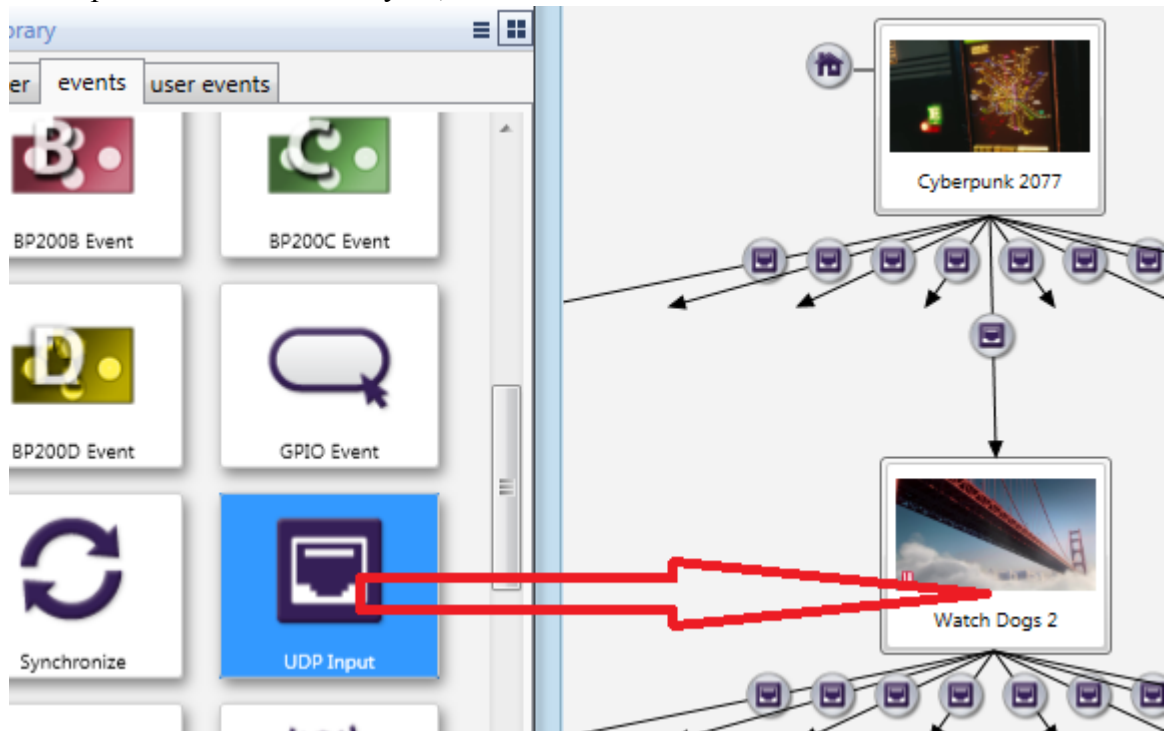 brary
er events user events
B C
BP200B Event BP200C Event
D
BP200D Event GPIO Event
Synchronize UDP Input
Cyberpunk 2077
Watch Dogs 2